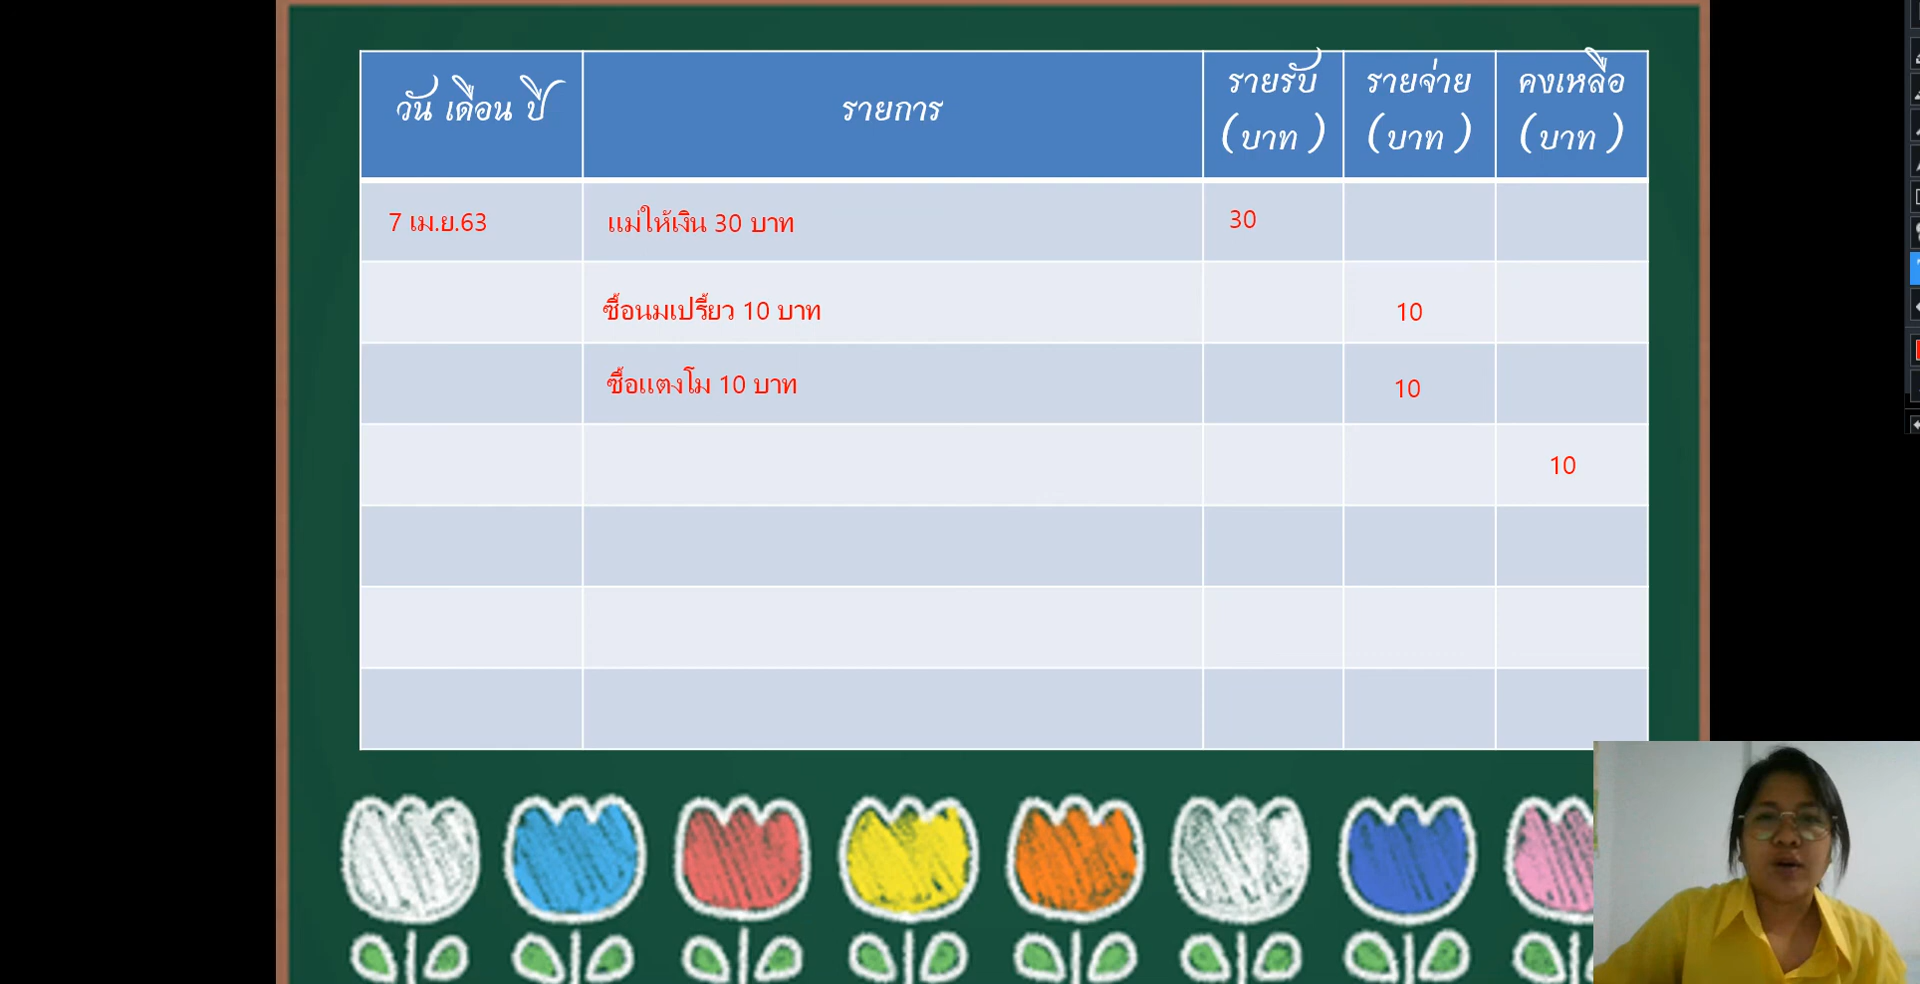 วัน เดือน ปี รายการ รายรับ (บาท ) รายจ่าย (บาท ) คงเหลือ (บาท )
7 เม.ย.63 แม่ให้เงิน 30 บาท 30
ซื้อนมเปรี้ยว 10 บาท 10
ซื้อแตงโม 10 บาท 10
10